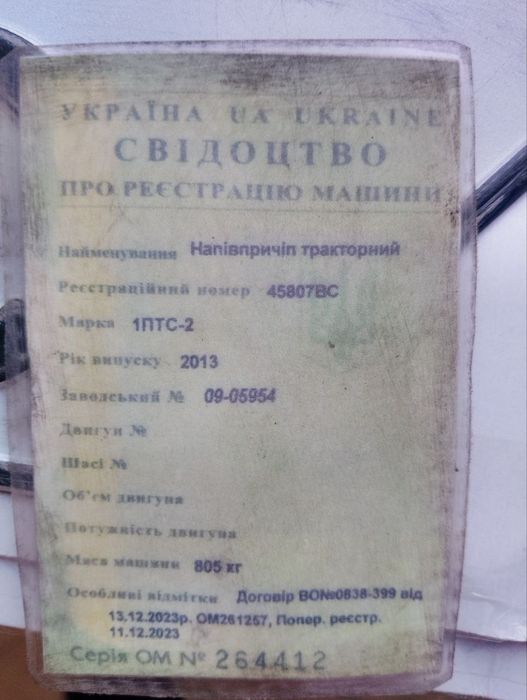 УКРАЇНА UA UKRAINE
СВІДОЦТВО
ПРО РЕЄСТРАЦІЮ МАШИНИ
Найменування Напівпричіп тракторний
Реєстраційний номер 45807ВС
Марка 1ПТС-2
Рік випуску 2013
Заводський № 09-05954
Двигун №
Шасі №
Об'єм двигуна
Потужність двигуна
Маса машини 805 кг
Особливі відмітки Договір ВО№0838-399 від
13.12.2023р. ОМ261257, Попер. реєстр.
11.12.2023
Серія ОМ № 264412